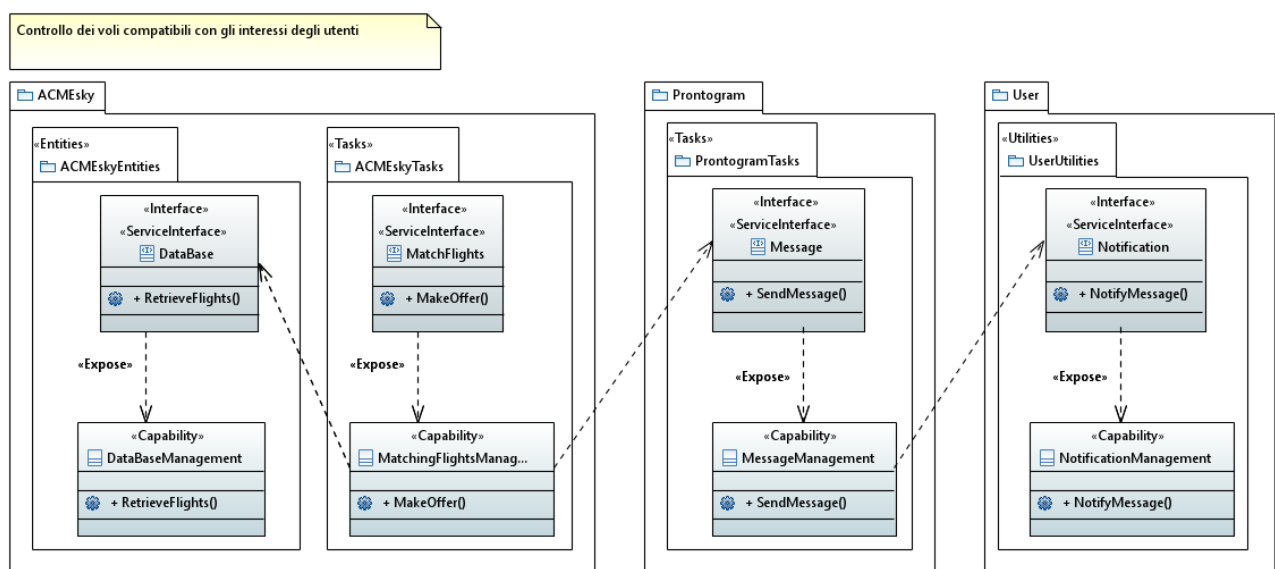 Controllo dei voli compatibili con gli interessi degli utenti
ACMEsky
«Entities»
ACMEskyEntities
«Interface»
«ServiceInterface»
DataBase
+ RetrieveFlights()
«Expose»
«Capability»
DataBaseManagement
+ RetrieveFlights()
«Tasks»
ACMEskyTasks
«Interface»
«ServiceInterface»
MatchFlights
+ MakeOffer()
«Expose»
«Capability»
MatchingFlightsManag...
+ MakeOffer()
Prontogram
«Tasks»
ProntogramTasks
«Interface»
«ServiceInterface»
Message
+ SendMessage()
«Expose»
«Capability»
MessageManagement
+ SendMessage()
User
«Utilities»
UserUtilities
«Interface»
«ServiceInterface»
Notification
+ NotifyMessage()
«Expose»
«Capability»
NotificationManagement
+ NotifyMessage()